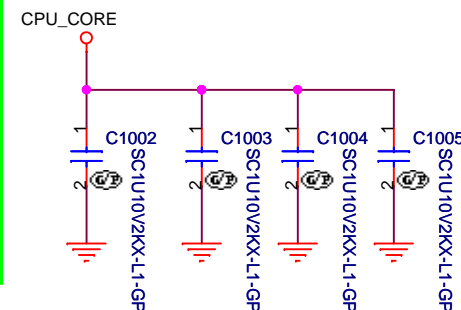 CPU_CORE
1
C1002
2
G/P
SC1U10V2KX-L1-GP
1
C1003
2
G/P
SC1U10V2KX-L1-GP
1
C1004
2
G/P
SC1U10V2KX-L1-GP
1
C1005
2
G/P
SC1U10V2KX-L1-GP